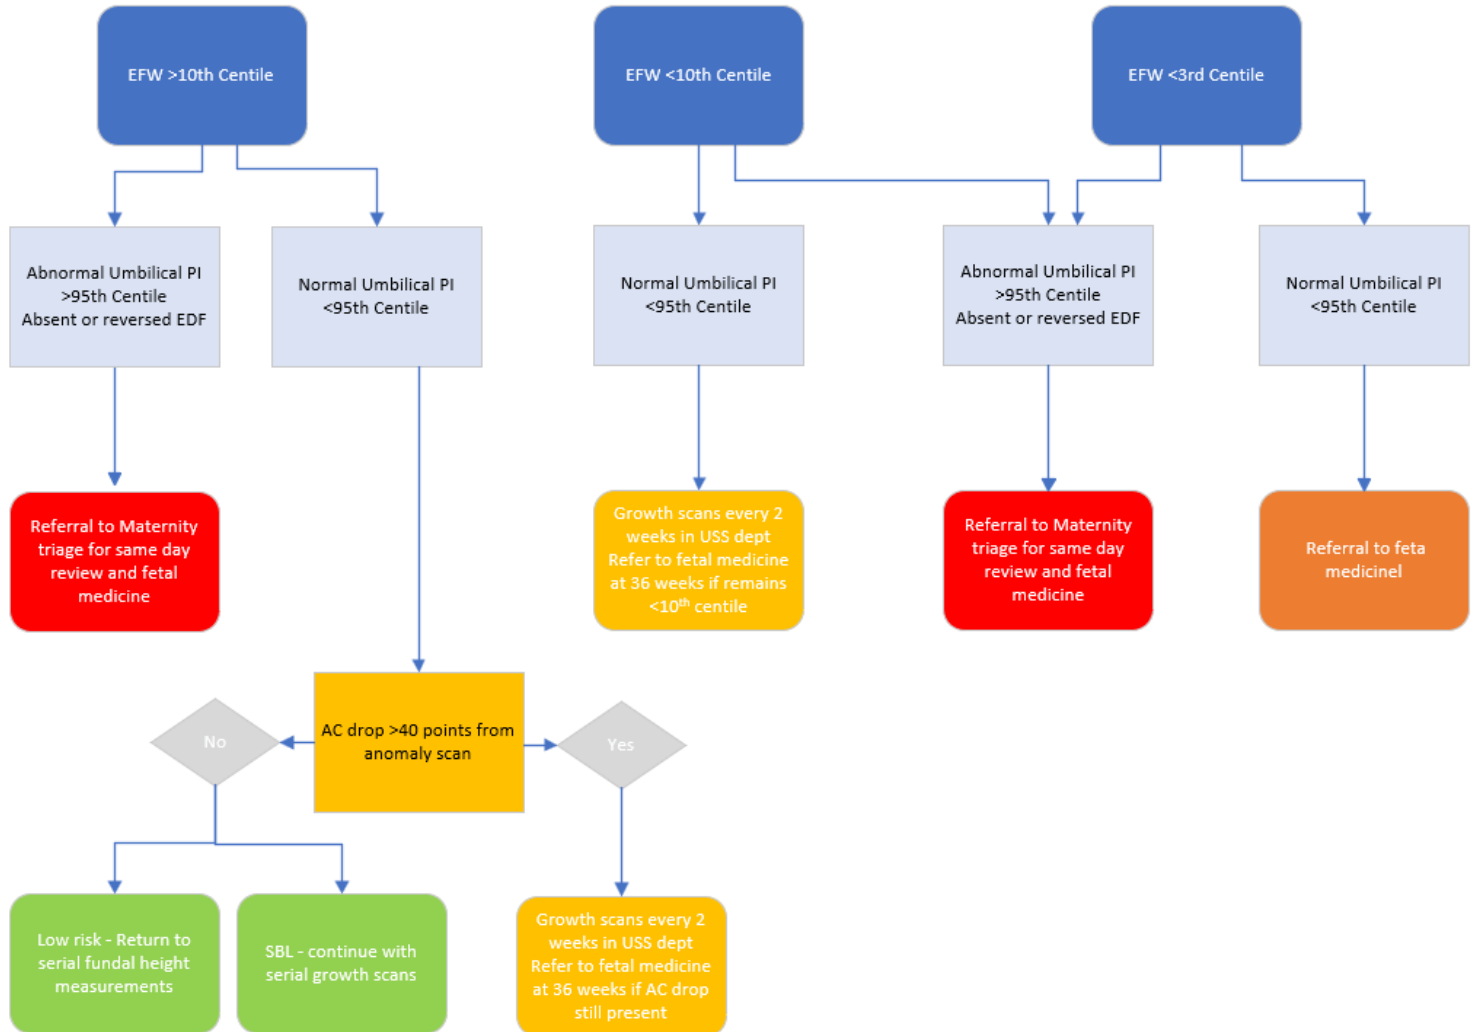 EFW >10th Centile
EFW <10th Centile
EFW <3rd Centile
Abnormal Umbilical PI
>95th Centile
Absent or reversed EDF
Normal Umbilical PI
<95th Centile
Normal Umbilical PI
<95th Centile
Abnormal Umbilical PI
>95th Centile
Absent or reversed EDF
Normal Umbilical PI
<95th Centile
Referral to Maternity
triage for same day
review and fetal
medicine
Growth scans every 2
weeks in USS dept
Refer to fetal medicine
at 36 weeks if remains
<10th centile
Referral to Maternity
triage for same day
review and fetal
medicine
Referral to feta
medicinel
No
AC drop >40 points from
anomaly scan
Yes
Low risk - Return to
serial fundal height
measurements
SBL - continue with
serial growth scans
Growth scans every 2
weeks in USS dept
Refer to fetal medicine
at 36 weeks if AC drop
still present